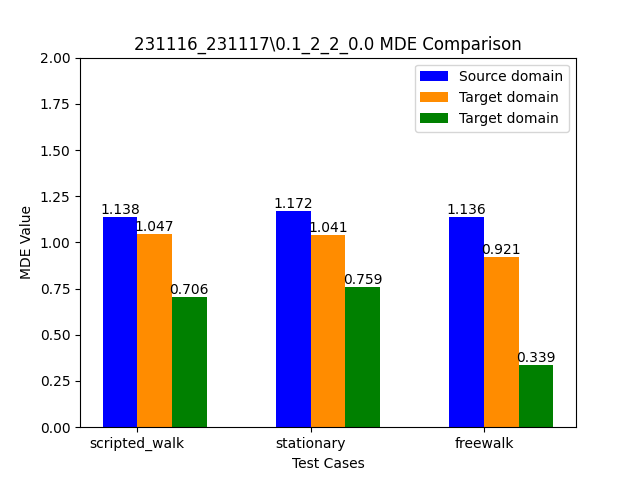 231116_231117\0.1_2_2_0.0 MDE Comparison
Source domain
Target domain
Target domain
MDE Value
2.00
1.75
1.50
1.25
1.00
0.75
0.50
0.25
0.00
1.138
1.047
0.706
1.172
1.041
0.759
1.136
0.921
0.339
scripted_walk
stationary
freewalk
Test Cases